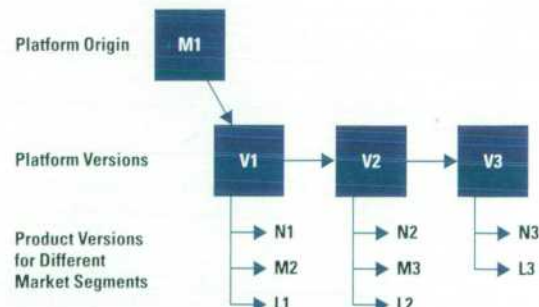 Platform Origin M1
Platform Versions V1 V2 V3
N1 N2 N3
Product Versions
for Different
Market Segments
M2 M3 L3
L1 L2